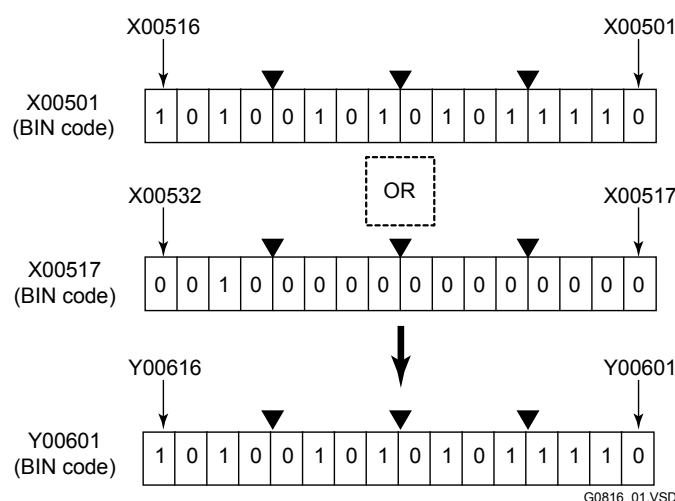 X00516 X00501
X00501
(BIN code)
1 0 1 0 0 1 0 1 0 1 0 1 1 1 1 0
OR
X00532 X00517
X00517
(BIN code)
0 0 1 0 0 0 0 0 0 0 0 0 0 0 0 0
Y00616 Y00601
Y00601
(BIN code)
1 0 1 0 0 1 0 1 0 1 0 1 1 1 1 0
G0816_01.VSD